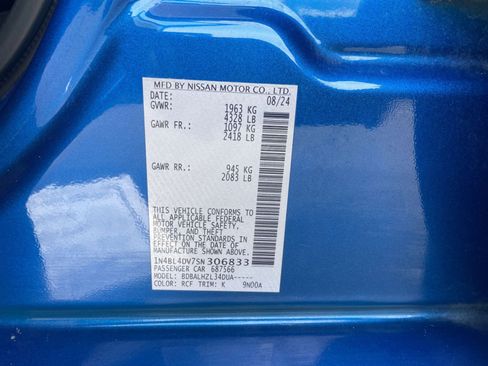 MFD BY NISSAN MOTOR CO., LTD.
DATE: 08/24
GVWR: 1963 KG
4328 LB
GAWR FR.: 1097 KG
2418 LB
GAWR RR.: 945 KG
2083 LB
THIS VEHICLE CONFORMS TO
ALL APPLICABLE FEDERAL
MOTOR VEHICLE SAFETY,
BUMPER, AND THEFT
PREVENTION STANDARDS
IN EFFECT ON THE DATE OF
MANUFACTURE SHOWN ABOVE.
1N4BL4DV7SN306833
PASSENGER CAR 687566
MODEL: BDBALHZL34DUA-----
COLOR: RCF TRIM: K 9N00A